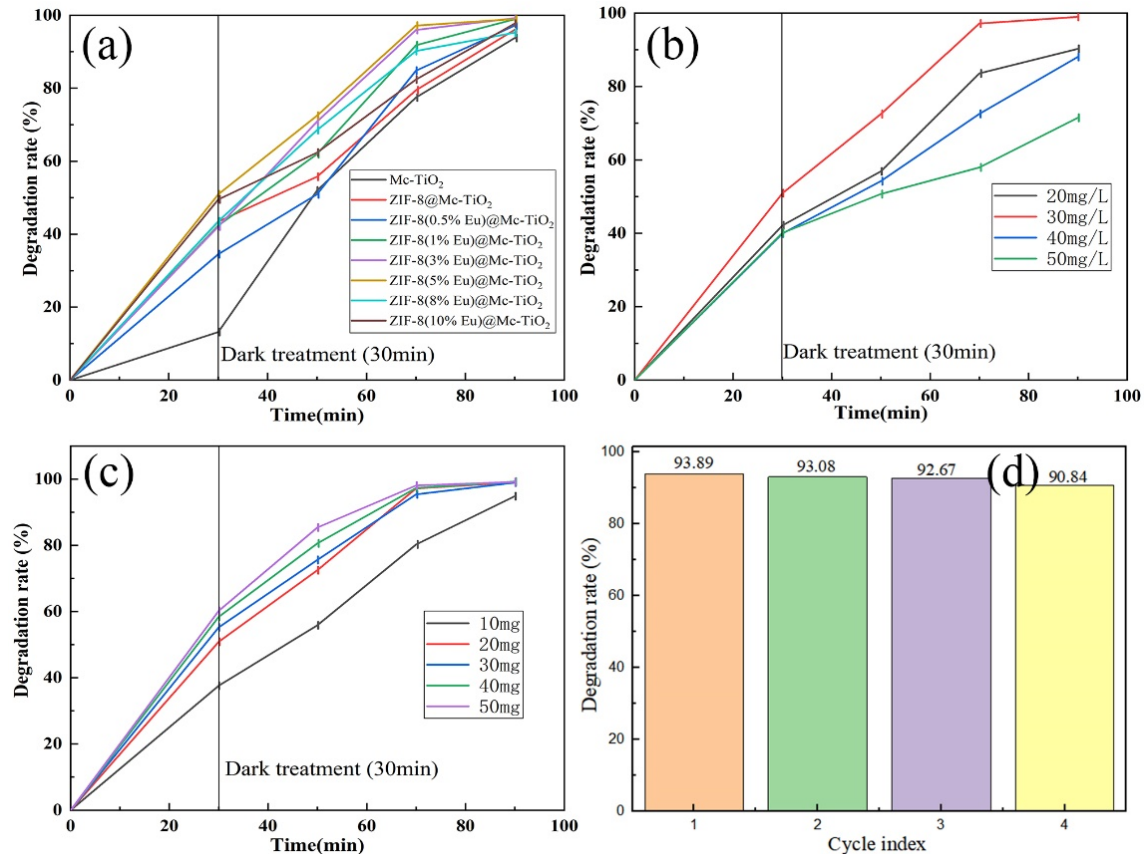 (a)
100
80
60
40
20
0
Degradation rate (%)
Mc-TiO₂
ZIF-8@Mc-TiO₂
ZIF-8(0.5% Eu)@Mc-TiO₂
ZIF-8(1% Eu)@Mc-TiO₂
ZIF-8(3% Eu)@Mc-TiO₂
ZIF-8(5% Eu)@Mc-TiO₂
ZIF-8(8% Eu)@Mc-TiO₂
ZIF-8(10% Eu)@Mc-TiO₂
Dark treatment (30min)
0 20 40 60 80 100
Time(min)
(b)
100
80
60
40
20
0
Degradation rate (%)
20mg/L
30mg/L
40mg/L
50mg/L
Dark treatment (30min)
0 20 40 60 80 100
Time(min)
(c)
100
80
60
40
20
0
Degradation rate (%)
10mg
20mg
30mg
40mg
50mg
Dark treatment (30min)
0 20 40 60 80 100
Time(min)
(d)
100
80
60
40
20
0
Degradation rate (%)
93.89 93.08 92.67 90.84
1 2 3 4
Cycle index